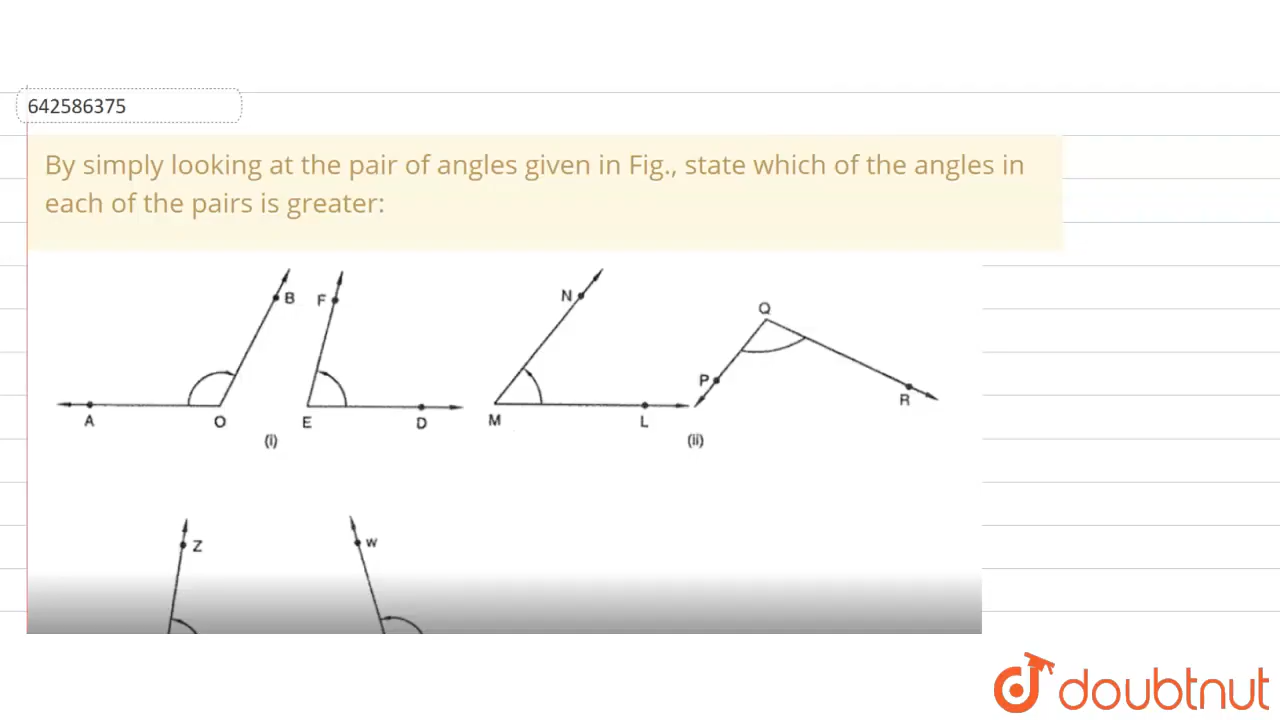 642586375
By simply looking at the pair of angles given in Fig., state which of the angles in
each of the pairs is greater:
B F N Q
P
A O E D M L R
(i) (ii)
Z w
doubtnut